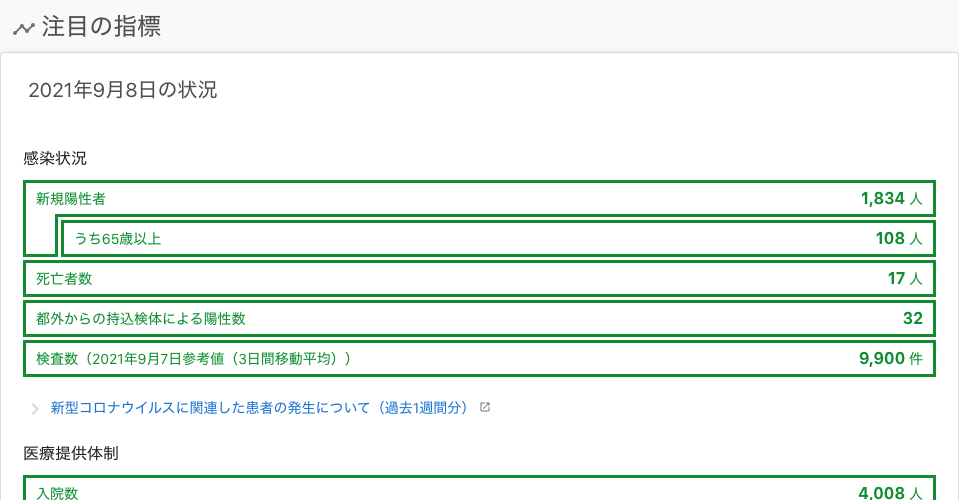 注目の指標
2021年9月8日の状況
感染状況
新規陽性者 1,834 人
うち65歳以上 108 人
死亡者数 17 人
都外からの持込検体による陽性数 32
検査数（2021年9月7日参考値（3日間移動平均）） 9,900 件
新型コロナウイルスに関連した患者の発生について（過去1週間分）
医療提供体制
入院数 4,008 人